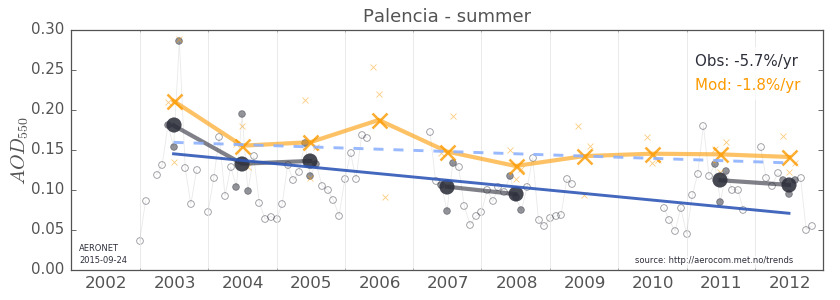 Palencia - summer
0.30
0.25
0.20
0.15
0.10
0.05
0.00
AOD550
Obs: -5.7%/yr
Mod: -1.8%/yr
AERONET
2015-09-24
source: http://aerocom.met.no/trends
2002 2003 2004 2005 2006 2007 2008 2009 2010 2011 2012